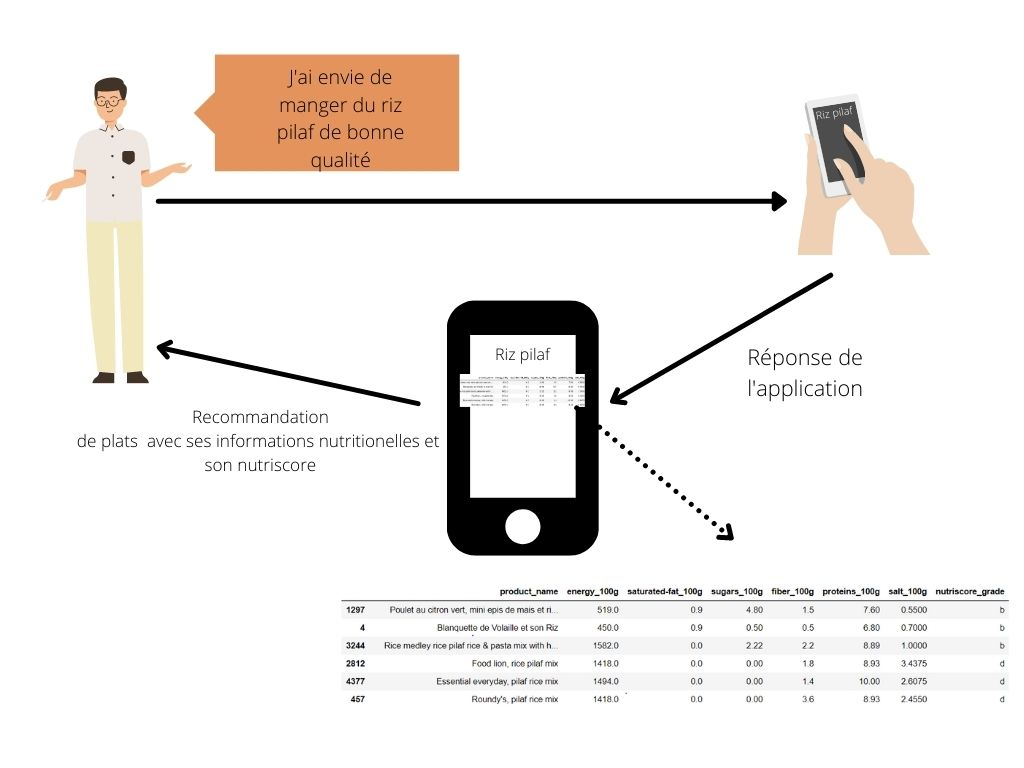 J'ai envie de
manger du riz
pilaf de bonne
qualité
Riz pilaf
Riz pilaf
Réponse de
l'application
Recommandation
de plats avec ses informations nutritionelles et
son nutriscore
product_name energy_100g saturated-fat_100g sugars_100g fiber_100g proteins_100g salt_100g nutriscore_grade
1297 Poulet au citron vert, mini epis de mais et ri... 519.0 0.9 4.80 1.5 7.60 0.5500 b
4 Blanquette de Volaille et son Riz 450.0 0.9 0.50 0.5 6.80 0.7000 b
3244 Rice medley rice pilaf rice & pasta mix with h... 1582.0 0.0 2.22 2.2 8.89 1.0000 b
2812 Food lion, rice pilaf mix 1418.0 0.0 0.00 1.8 8.93 3.4375 d
4377 Essential everyday, pilaf rice mix 1494.0 0.0 0.00 1.4 10.00 2.6075 d
457 Roundy's, pilaf rice mix 1418.0 0.0 0.00 3.6 8.93 2.4550 d